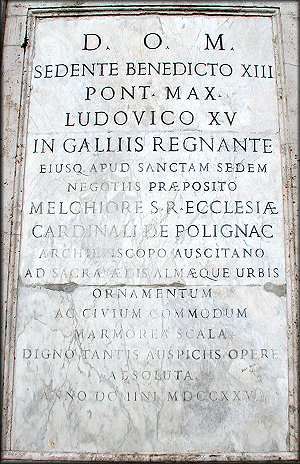 D. O. M.
SEDENTE BENEDICTO XIII
PONT. MAX.
LUDOVICO XV
IN GALLIIS REGNANTE
EIUSQ. APUD SANCTAM SEDEM
NEGOTIIS PRÆPOSITO
MELCHIORE S. R. ECCLESIÆ
CARDINALI DE POLIGNAC
ARCHIEPISCOPO AUSCITANO
AD SACRÆ ÆDIS ALMÆQUE URBIS
ORNAMENTUM
AC CIVIUM COMMODUM
MARMOREA SCALA
DIGNO TANTIS AUSPICIIS OPERE
ABSOLUTA
ANNO DOMINI